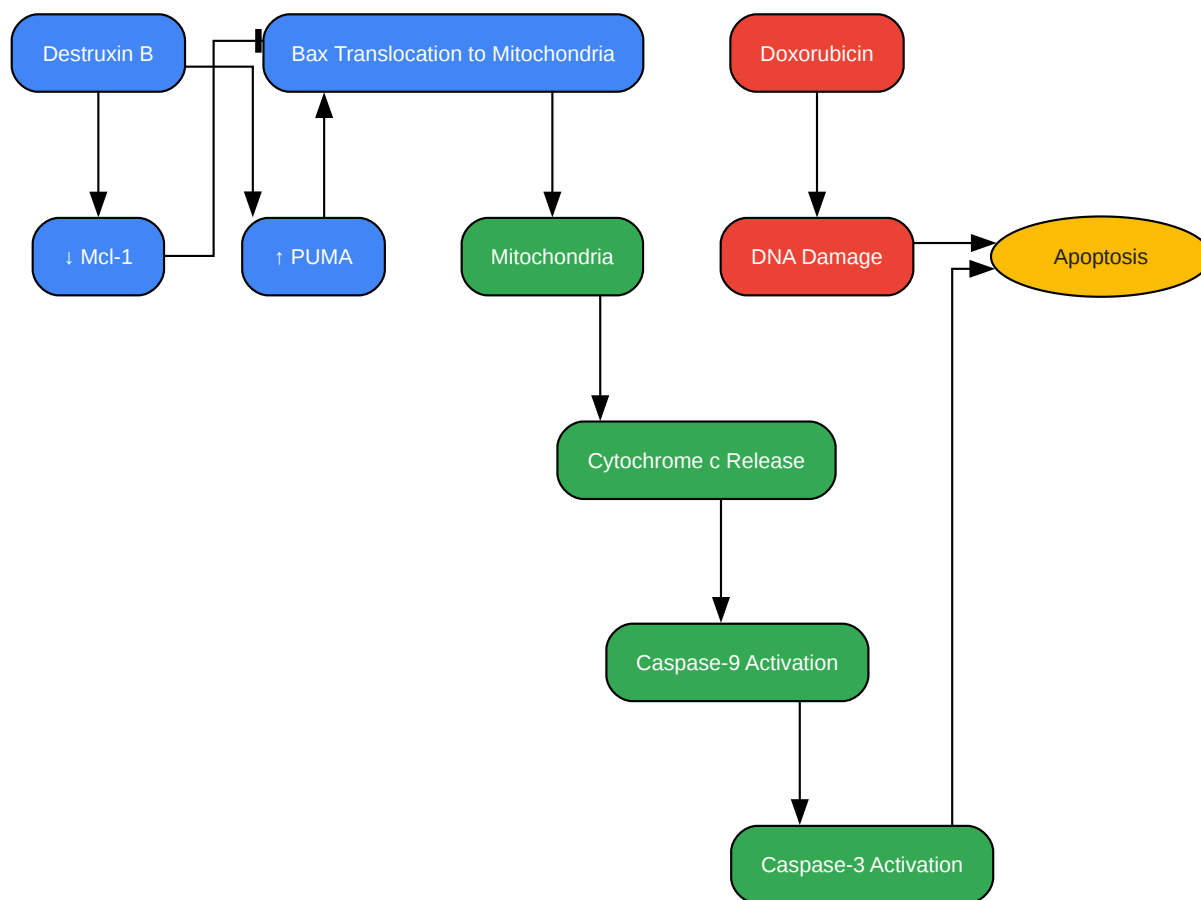 Destruxin B
Bax Translocation to Mitochondria
Doxorubicin
↓ Mcl-1
↑ PUMA
Mitochondria
DNA Damage
Apoptosis
Cytochrome c Release
Caspase-9 Activation
Caspase-3 Activation